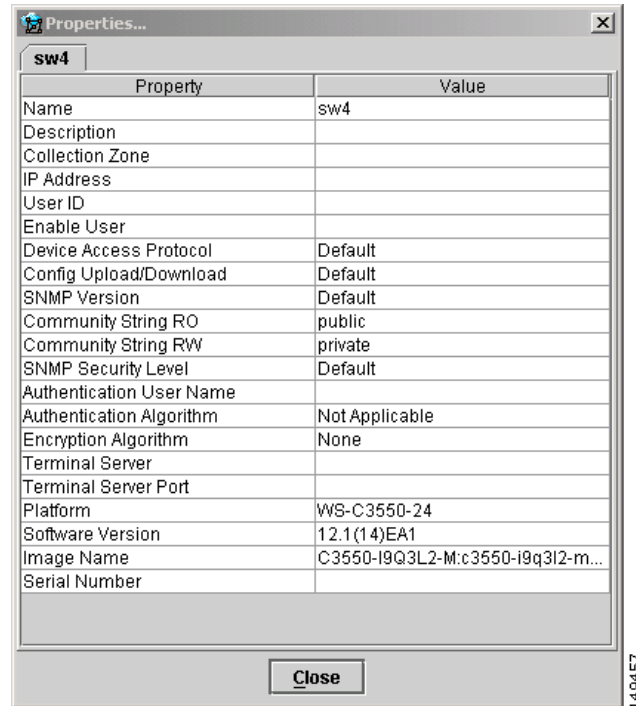 Properties...
sw4
Property Value
Name sw4
Description
Collection Zone
IP Address
User ID
Enable User
Device Access Protocol Default
Config Upload/Download Default
SNMP Version Default
Community String RO public
Community String RW private
SNMP Security Level Default
Authentication User Name
Authentication Algorithm Not Applicable
Encryption Algorithm None
Terminal Server
Terminal Server Port
Platform WS-C3550-24
Software Version 12.1(14)EA1
Image Name C3550-I9Q3L2-M:c3550-i9q3l2-m...
Serial Number
Close
149457